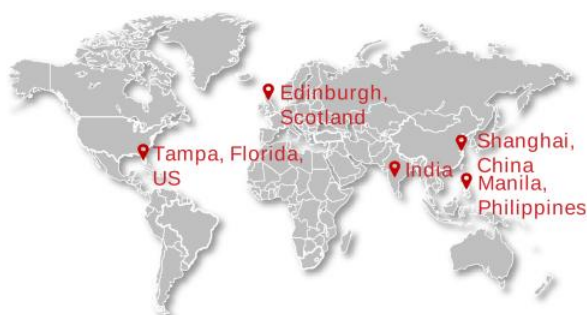 Edinburgh,
Scotland
Tampa, Florida,
US
Shanghai,
China
India
Manila,
Philippines